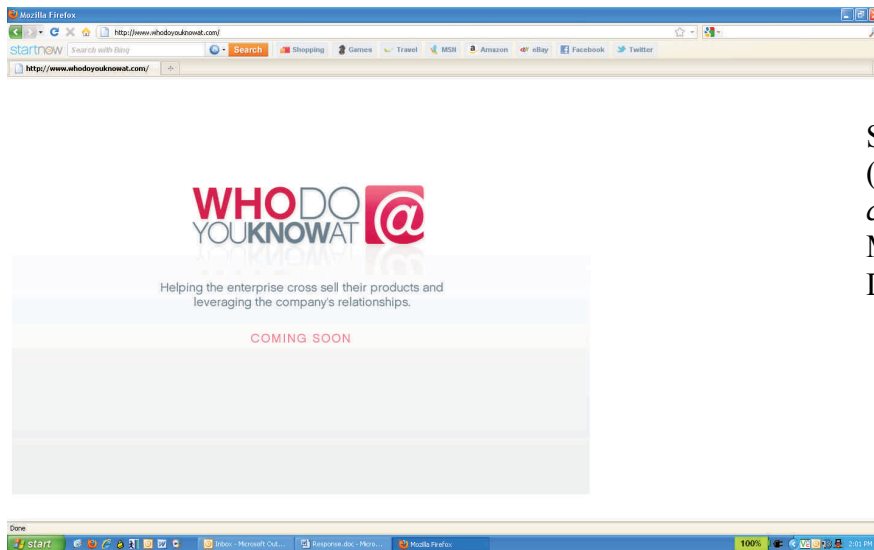 Mozilla Firefox
http://www.whodoyouknowat.com/
startnow Search with Bing Search Shopping Games Travel MSN Amazon eBay Facebook Twitter
http://www.whodoyouknowat.com/
WHODO @
YOUKNOWAT
Helping the enterprise cross sell their products and
leveraging the company's relationships.
COMING SOON
Done
start Inbox - Microsoft Out... Response.doc - Micro... Mozilla Firefox 100% 2:01 PM